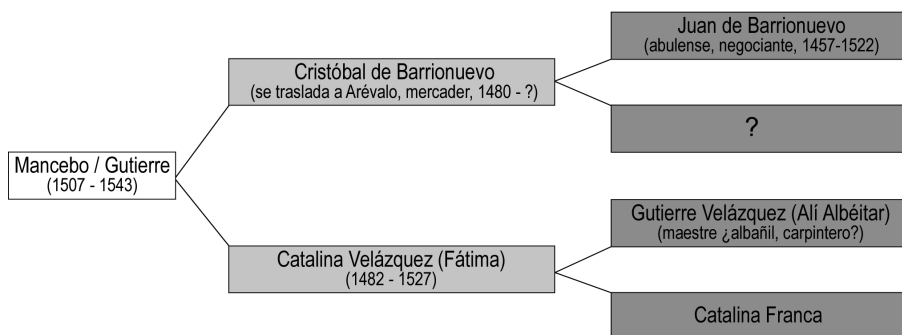 Juan de Barrionuevo
(abulense, negociante, 1457-1522)
Cristóbal de Barrionuevo
(se traslada a Arévalo, mercader, 1480 - ?)
?
Mancebo / Gutierre
(1507 - 1543)
Gutierre Velázquez (Alí Albéitar)
(maestre ¿albañil, carpintero?)
Catalina Velázquez (Fátima)
(1482 - 1527)
Catalina Franca